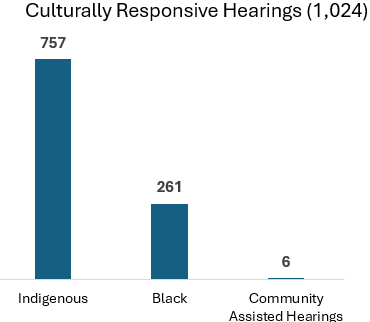 Culturally Responsive Hearings (1,024)
757
261
6
Indigenous
Black
Community
Assisted Hearings